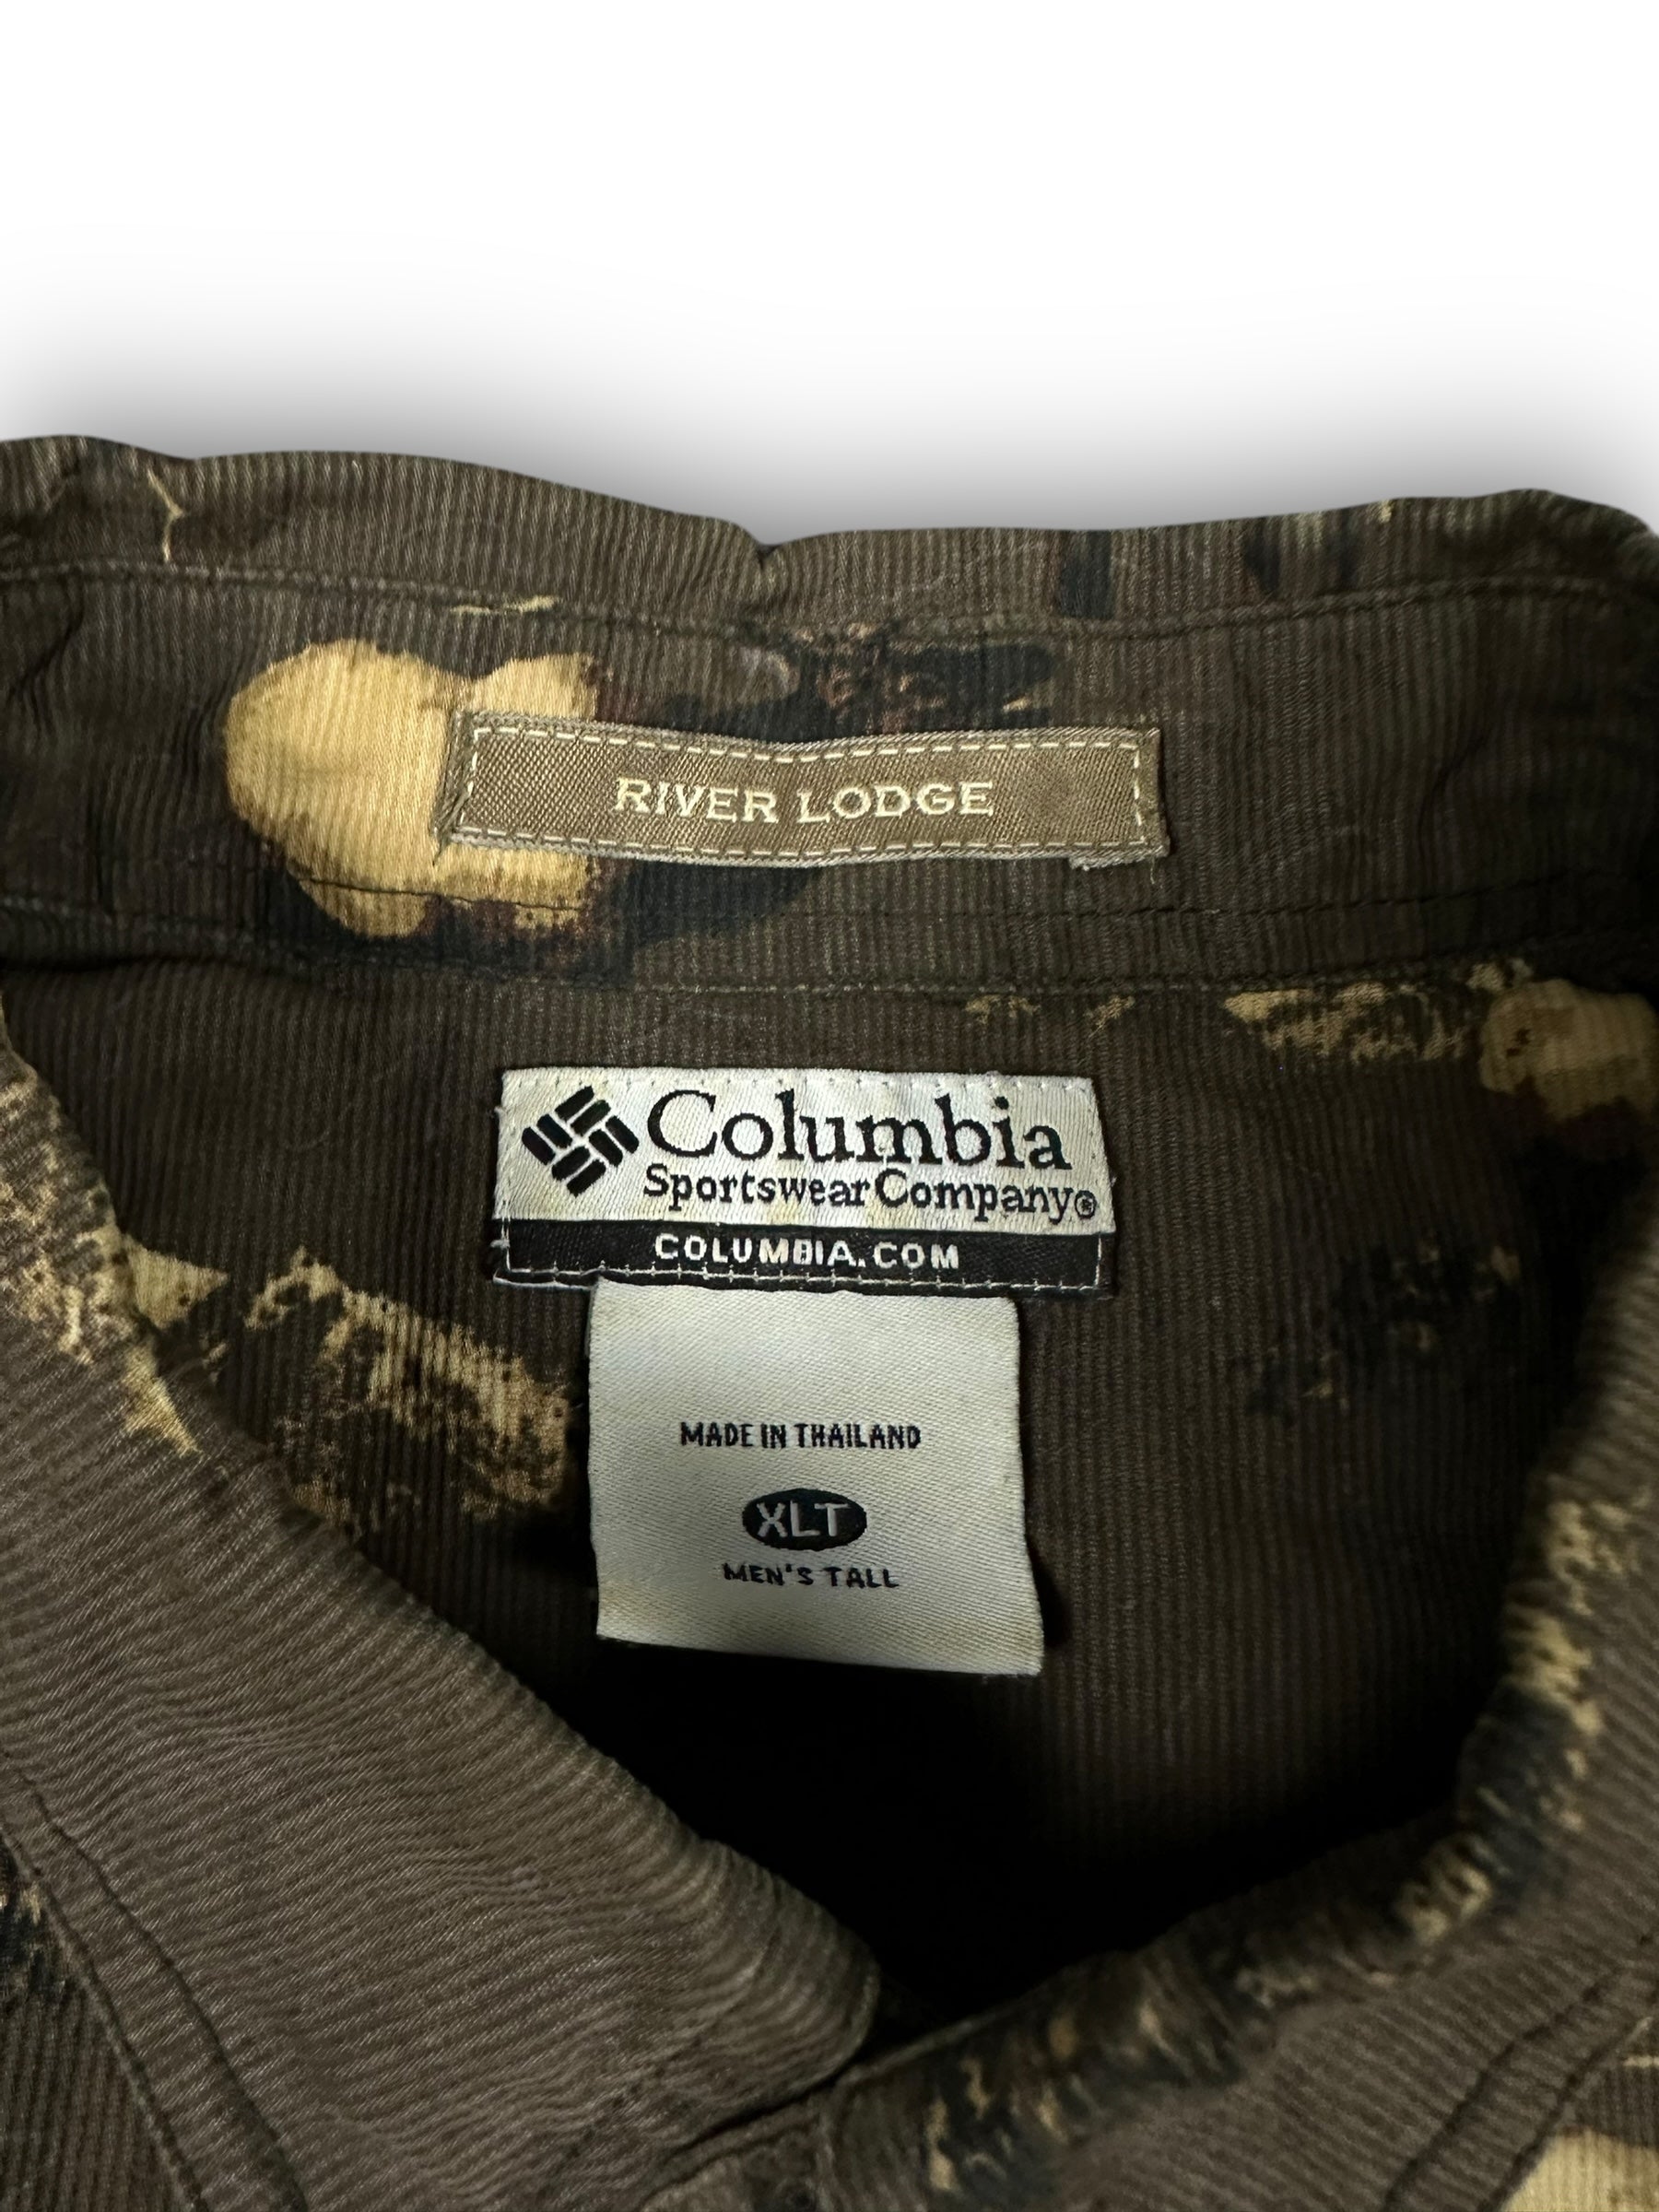 RIVER LODGE
Columbia
Sportswear Company®
COLUMBIA.COM
MADE IN THAILAND
XLT
MEN'S TALL